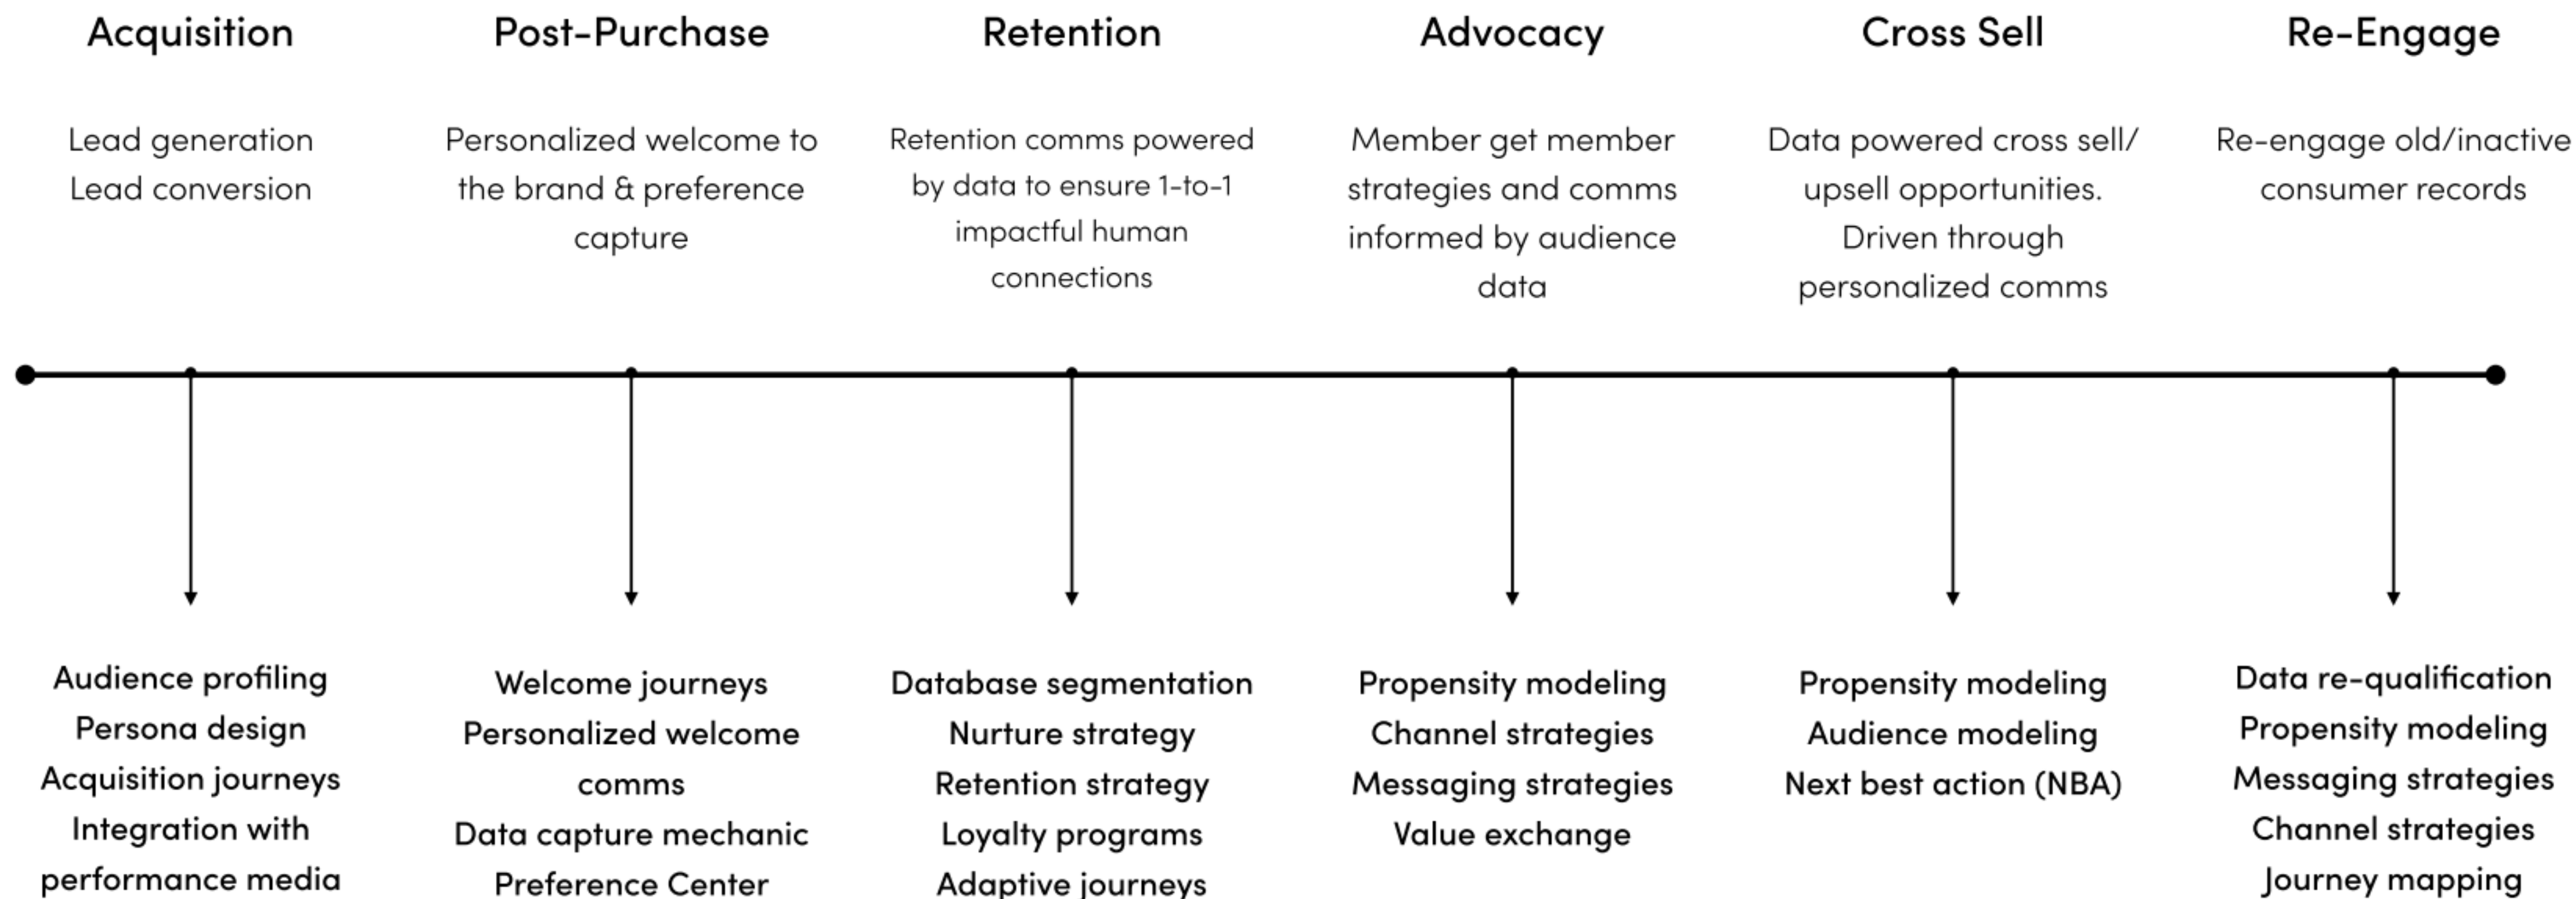 Acquisition
Lead generation
Lead conversion
Audience profiling
Persona design
Acquisition journeys
Integration with
performance media
Post-Purchase
Personalized welcome to
the brand & preference
capture
Welcome journeys
Personalized welcome
comms
Data capture mechanic
Preference Center
Retention
Retention comms powered
by data to ensure 1-to-1
impactful human
connections
Database segmentation
Nurture strategy
Retention strategy
Loyalty programs
Adaptive journeys
Advocacy
Member get member
strategies and comms
informed by audience
data
Propensity modeling
Channel strategies
Messaging strategies
Value exchange
Cross Sell
Data powered cross sell/
upsell opportunities.
Driven through
personalized comms
Propensity modeling
Audience modeling
Next best action (NBA)
Re-Engage
Re-engage old/inactive
consumer records
Data re-qualification
Propensity modeling
Messaging strategies
Channel strategies
Journey mapping